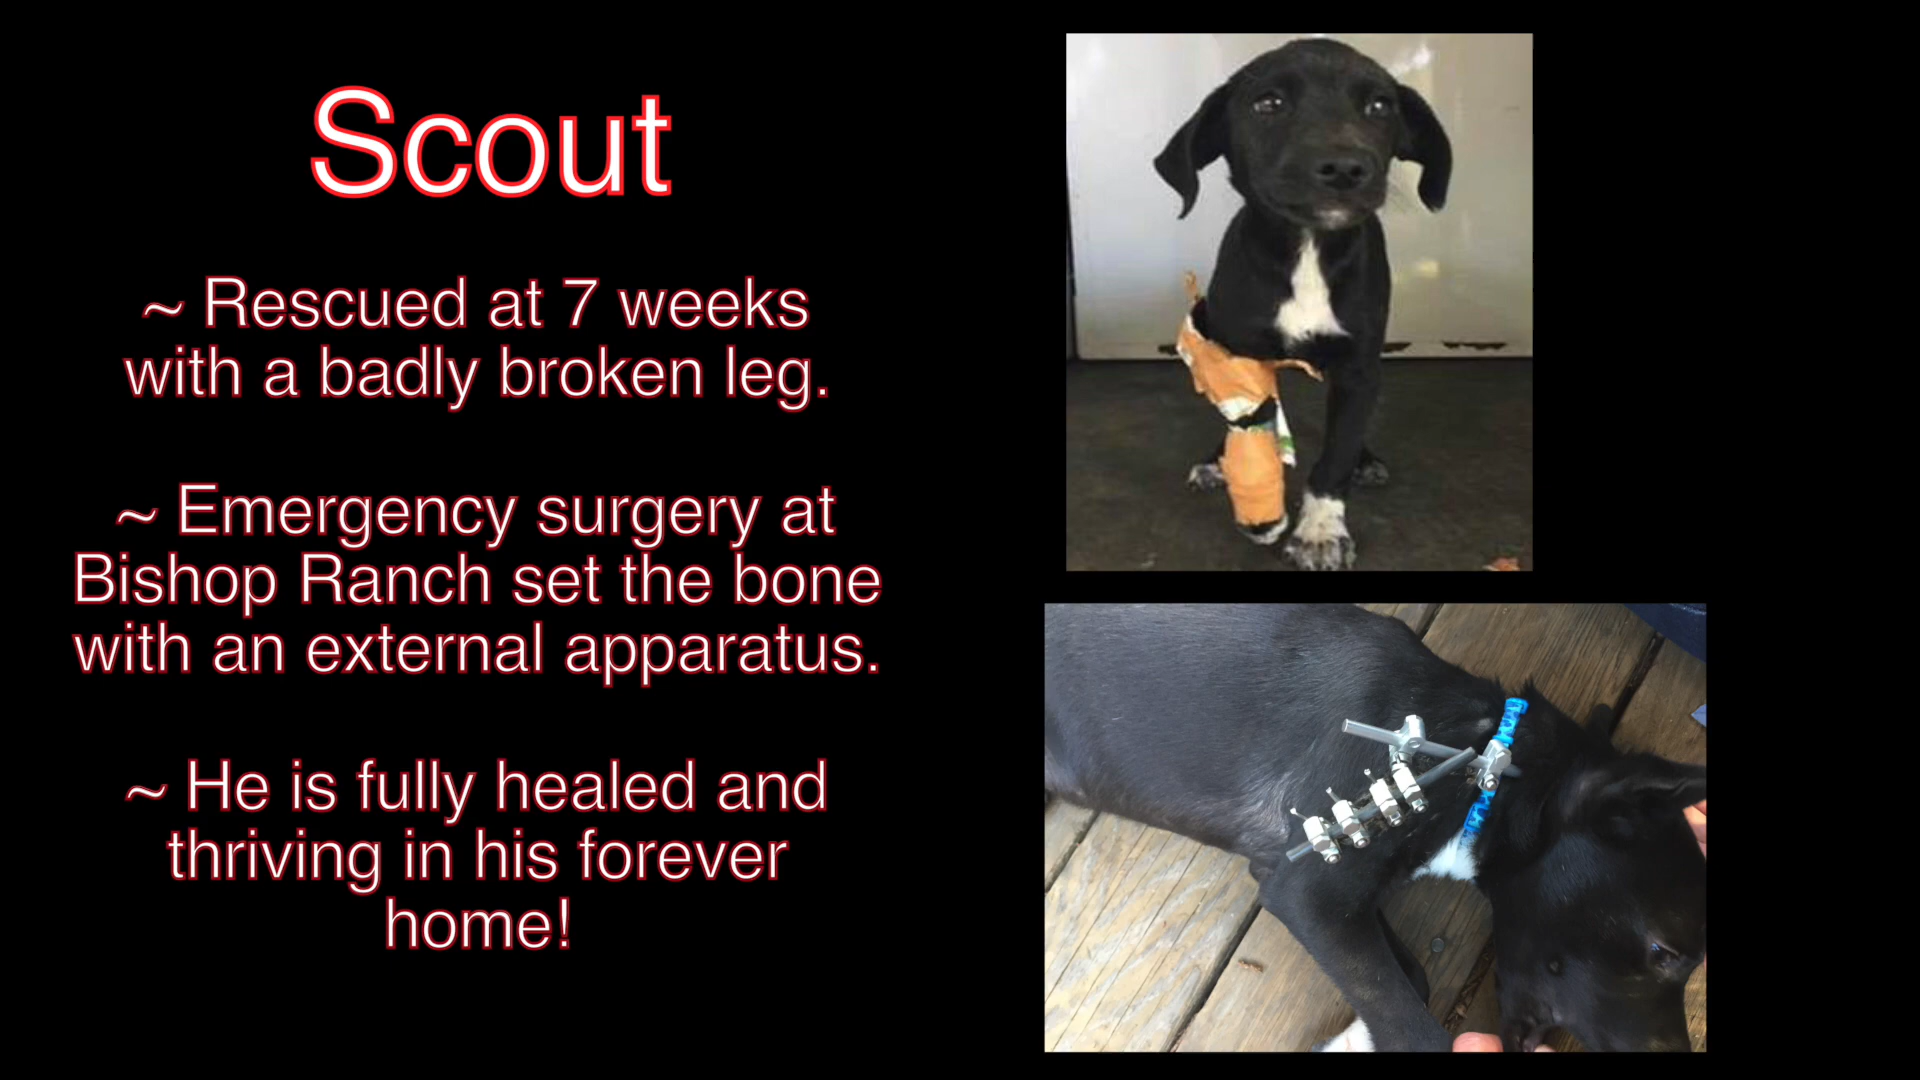 Scout
~ Rescued at 7 weeks
with a badly broken leg.
~ Emergency surgery at
Bishop Ranch set the bone
with an external apparatus.
~ He is fully healed and
thriving in his forever
home!